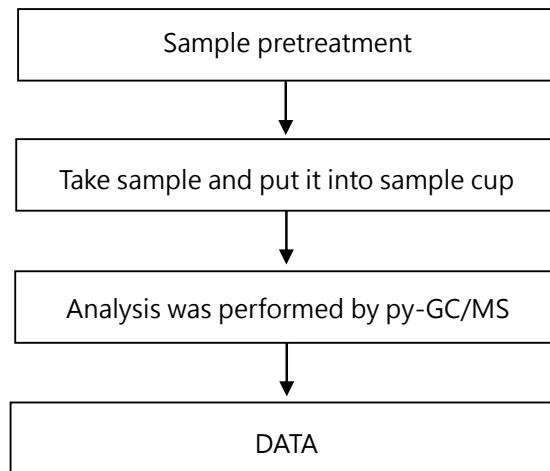 Sample pretreatment
Take sample and put it into sample cup
Analysis was performed by py-GC/MS
DATA